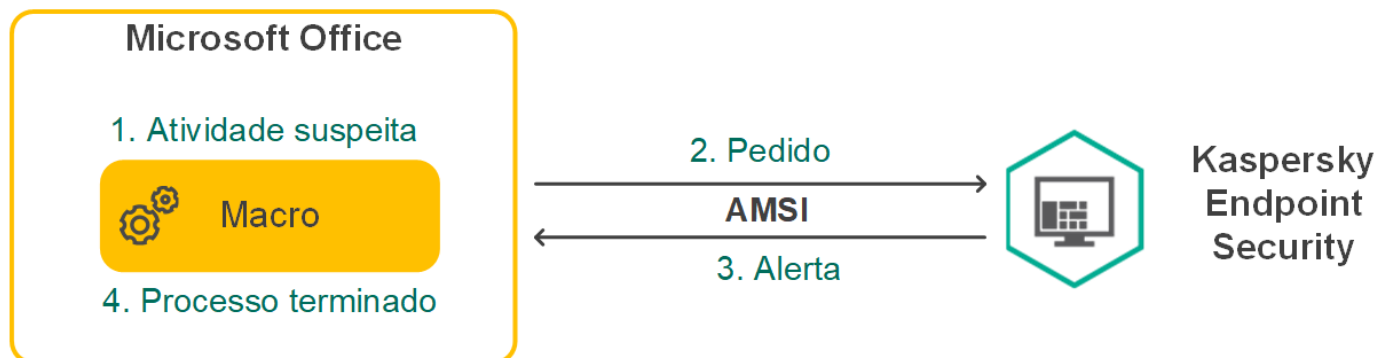 Microsoft Office
1. Atividade suspeita
Macro
4. Processo terminado
2. Pedido
AMSI
3. Alerta
Kaspersky
Endpoint
Security